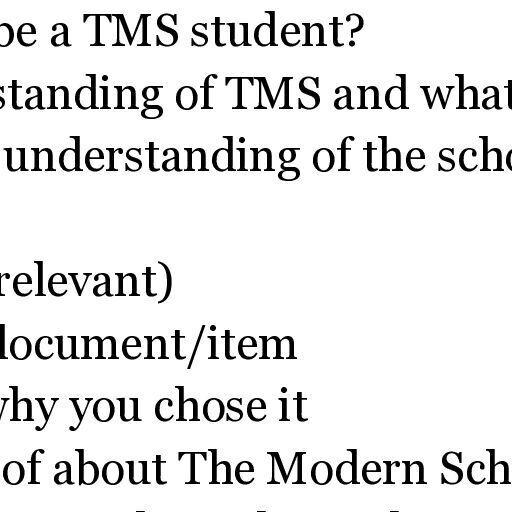 be a TMS student?
standing of TMS and what
understanding of the scho
relevant)
document/item
why you chose it
of about The Modern Sch